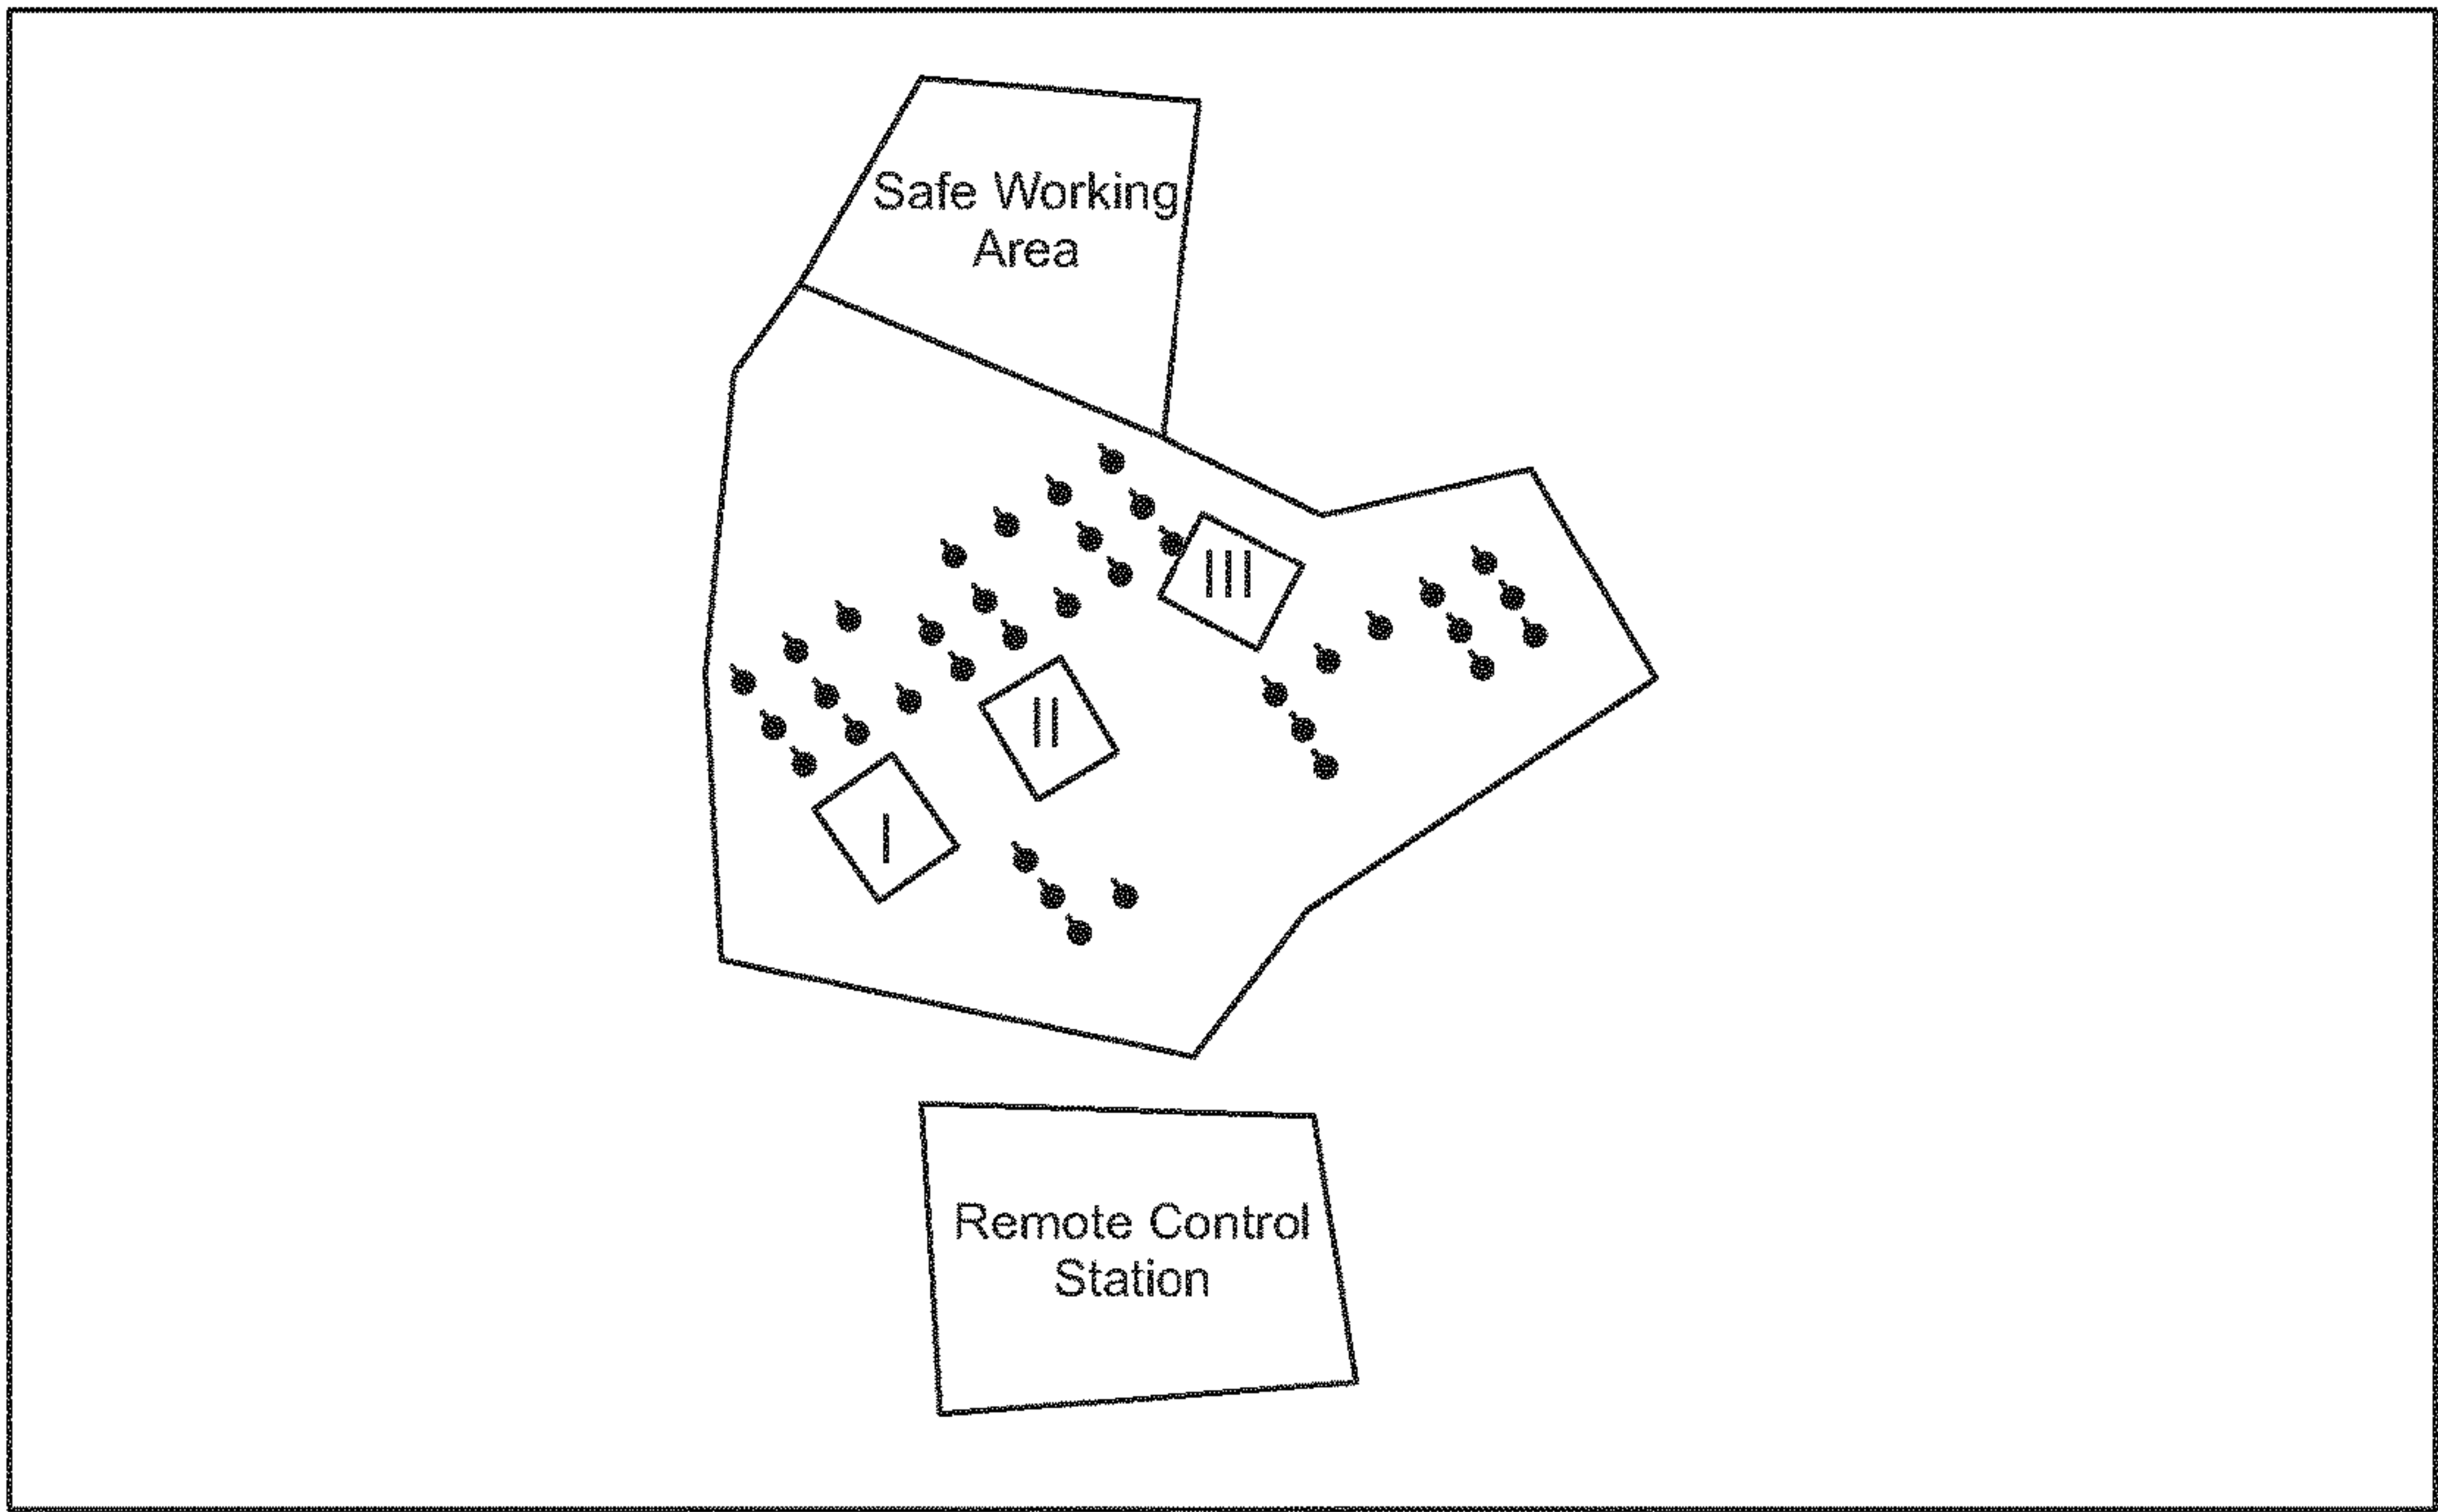 Safe Working
Area
III
II
I
Remote Control
Station